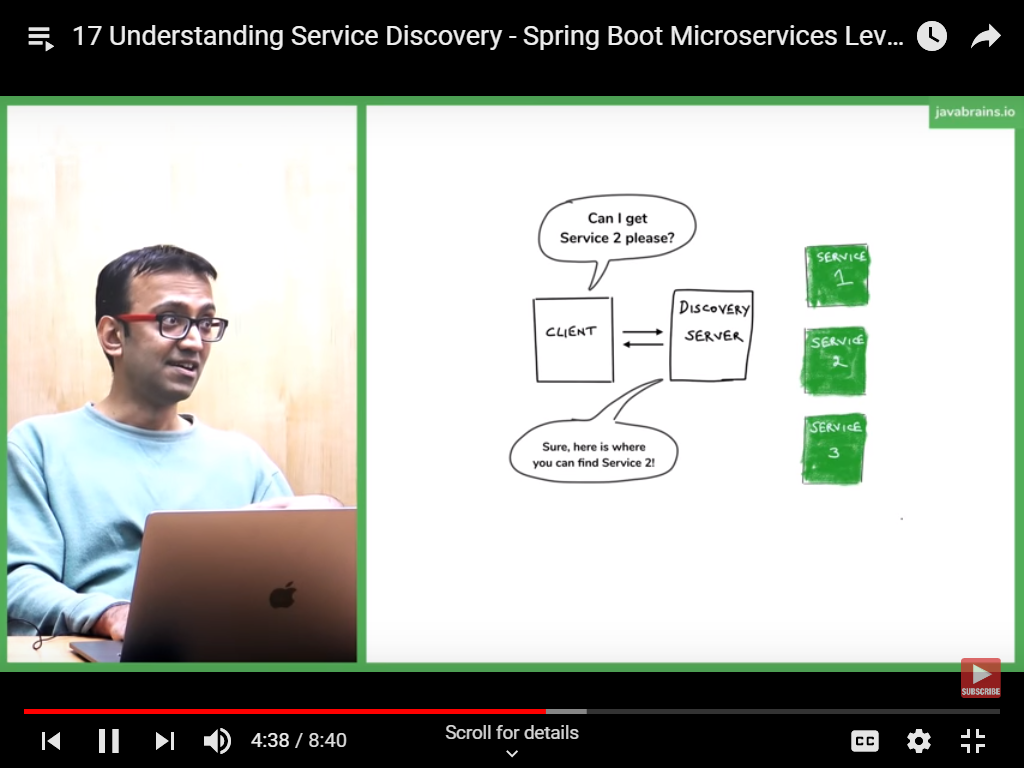 17 Understanding Service Discovery - Spring Boot Microservices Lev...
javabrains.io
Can I get
Service 2 please?
CLIENT
DISCOVERY
SERVER
Sure, here is where
you can find Service 2!
SERVICE
1
SERVICE
2
SERVICE
3
SUBSCRIBE
4:38 / 8:40
Scroll for details
CC